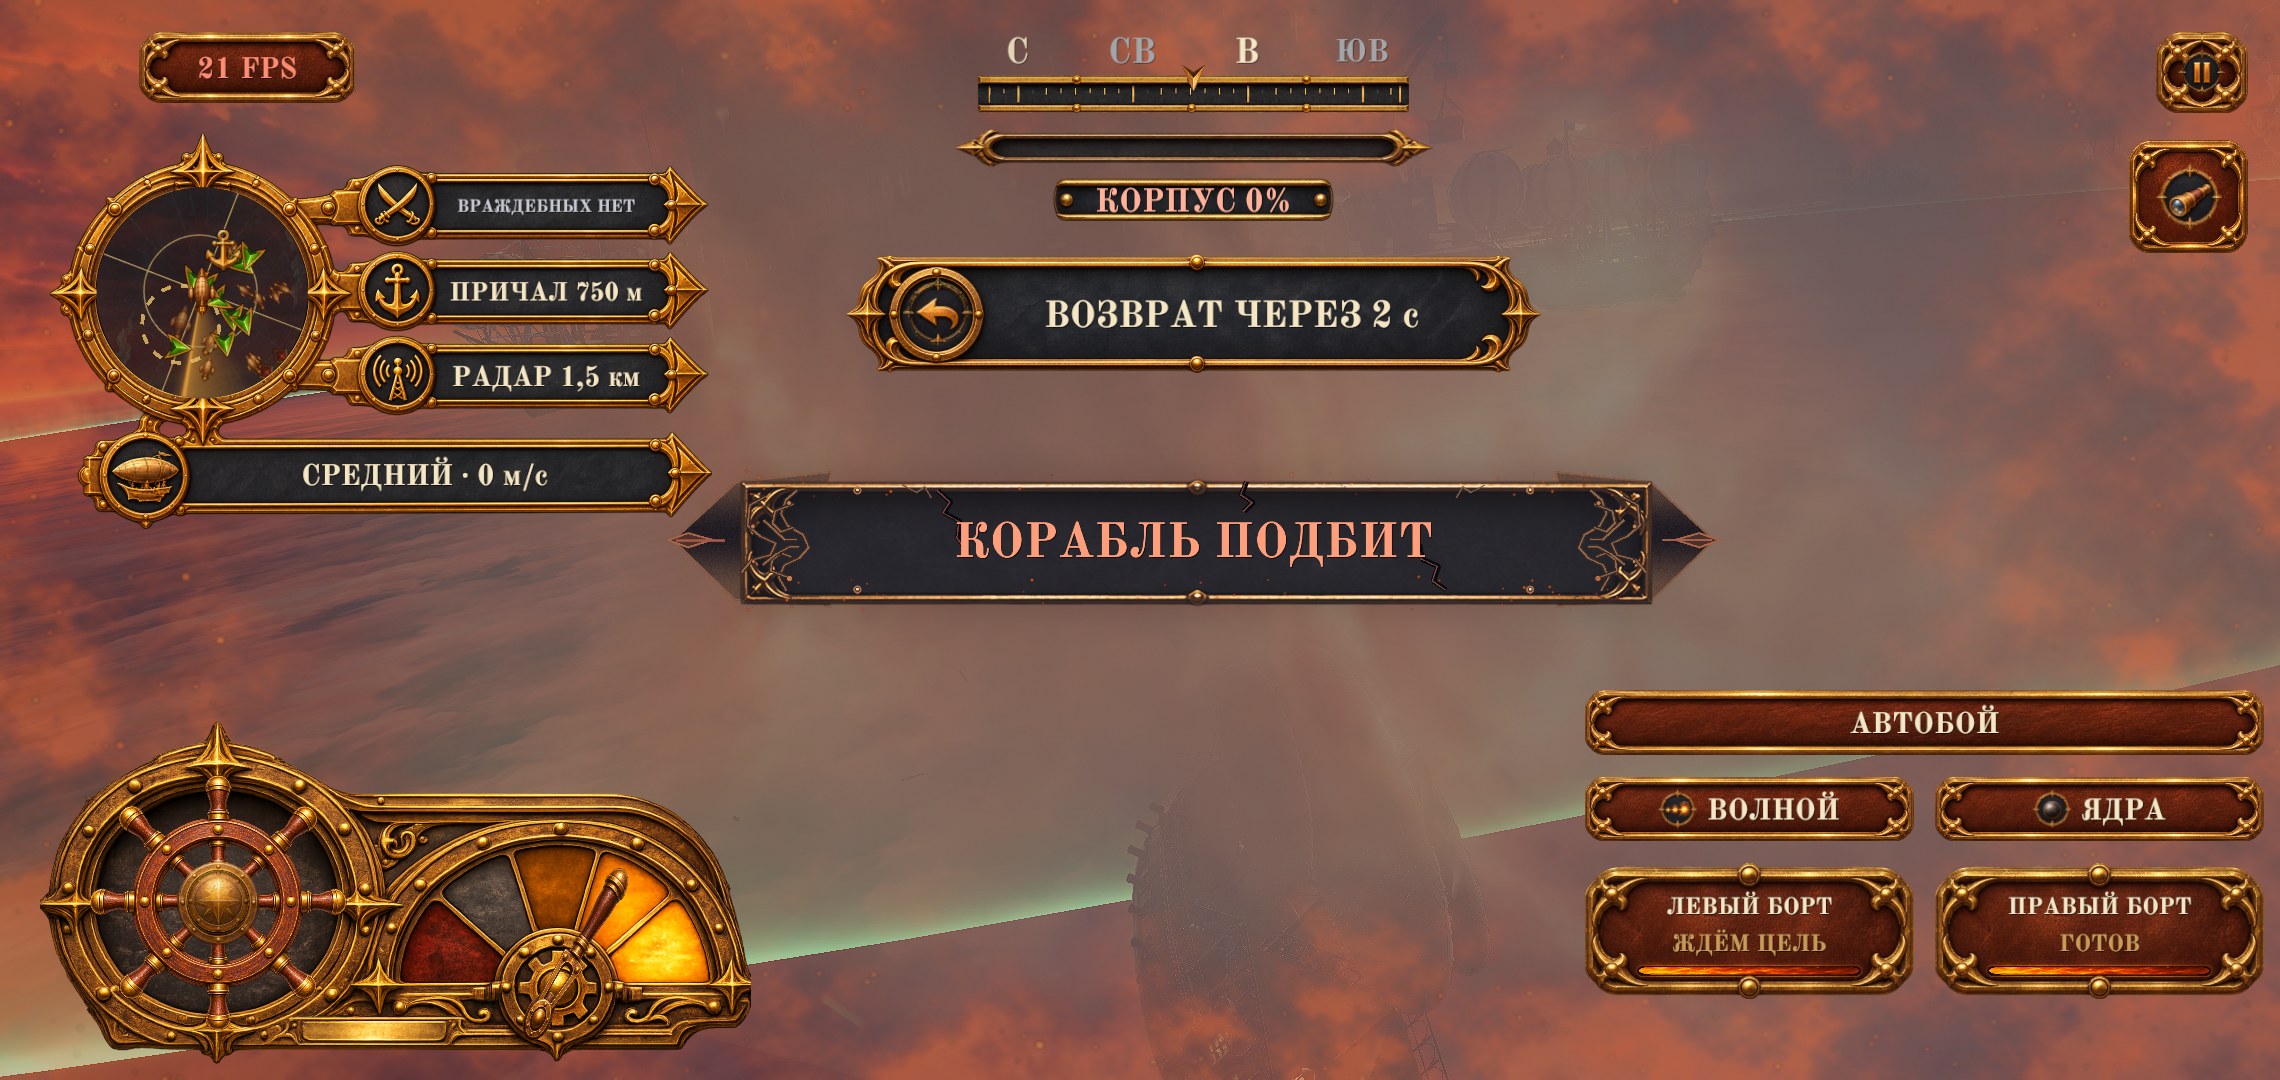 21 FPS
С СВ В ЮВ
КОРПУС 0%
ВРАЖДЕБНЫХ НЕТ
ПРИЧАЛ 750 м
РАДАР 1,5 км
СРЕДНИЙ · 0 м/с
ВОЗВРАТ ЧЕРЕЗ 2 с
КОРАБЛЬ ПОДБИТ
АВТОБОЙ
ВОЛНОЙ
ЯДРА
ЛЕВЫЙ БОРТ
ЖДЁМ ЦЕЛЬ
ПРАВЫЙ БОРТ
ГОТОВ